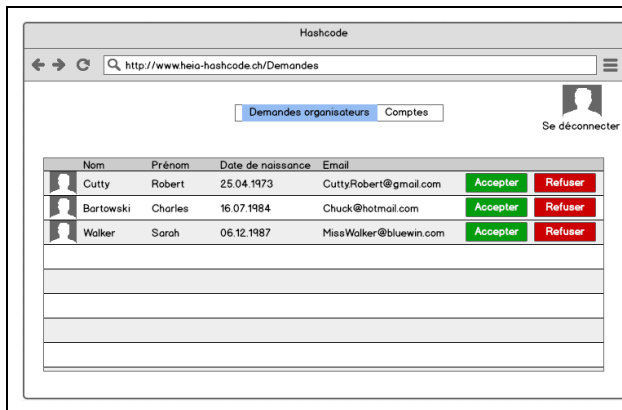 Hashcode
http://www.heia-hashcode.ch/Demandes
Demandes organisateurs Comptes
Se déconnecter
Nom Prénom Date de naissance Email
Cutty Robert 25.04.1973 Cutty.Robert@gmail.com Accepter Refuser
Bartowski Charles 16.07.1984 Chuck@hotmail.com Accepter Refuser
Walker Sarah 06.12.1987 MissWalker@bluewin.com Accepter Refuser